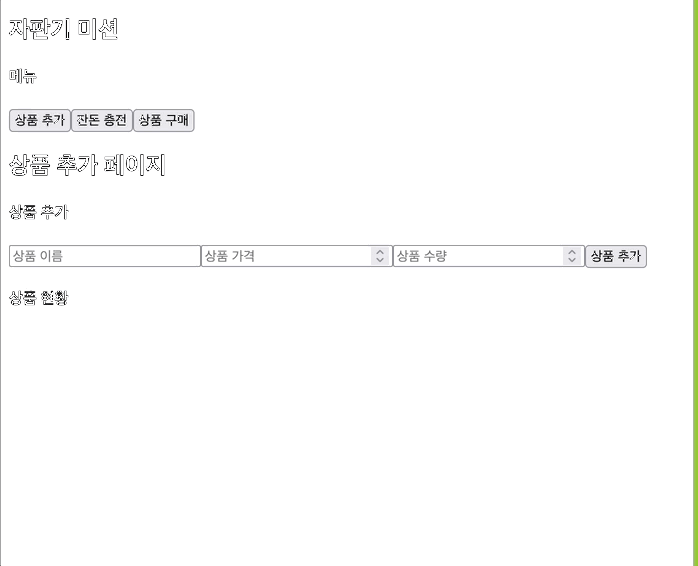 자판기 미션
메뉴
상품 추가 잔돈 충전 상품 구매
상품 추가 페이지
상품 추가
상품 이름 상품 가격 상품 수량 상품 추가
상품 현황